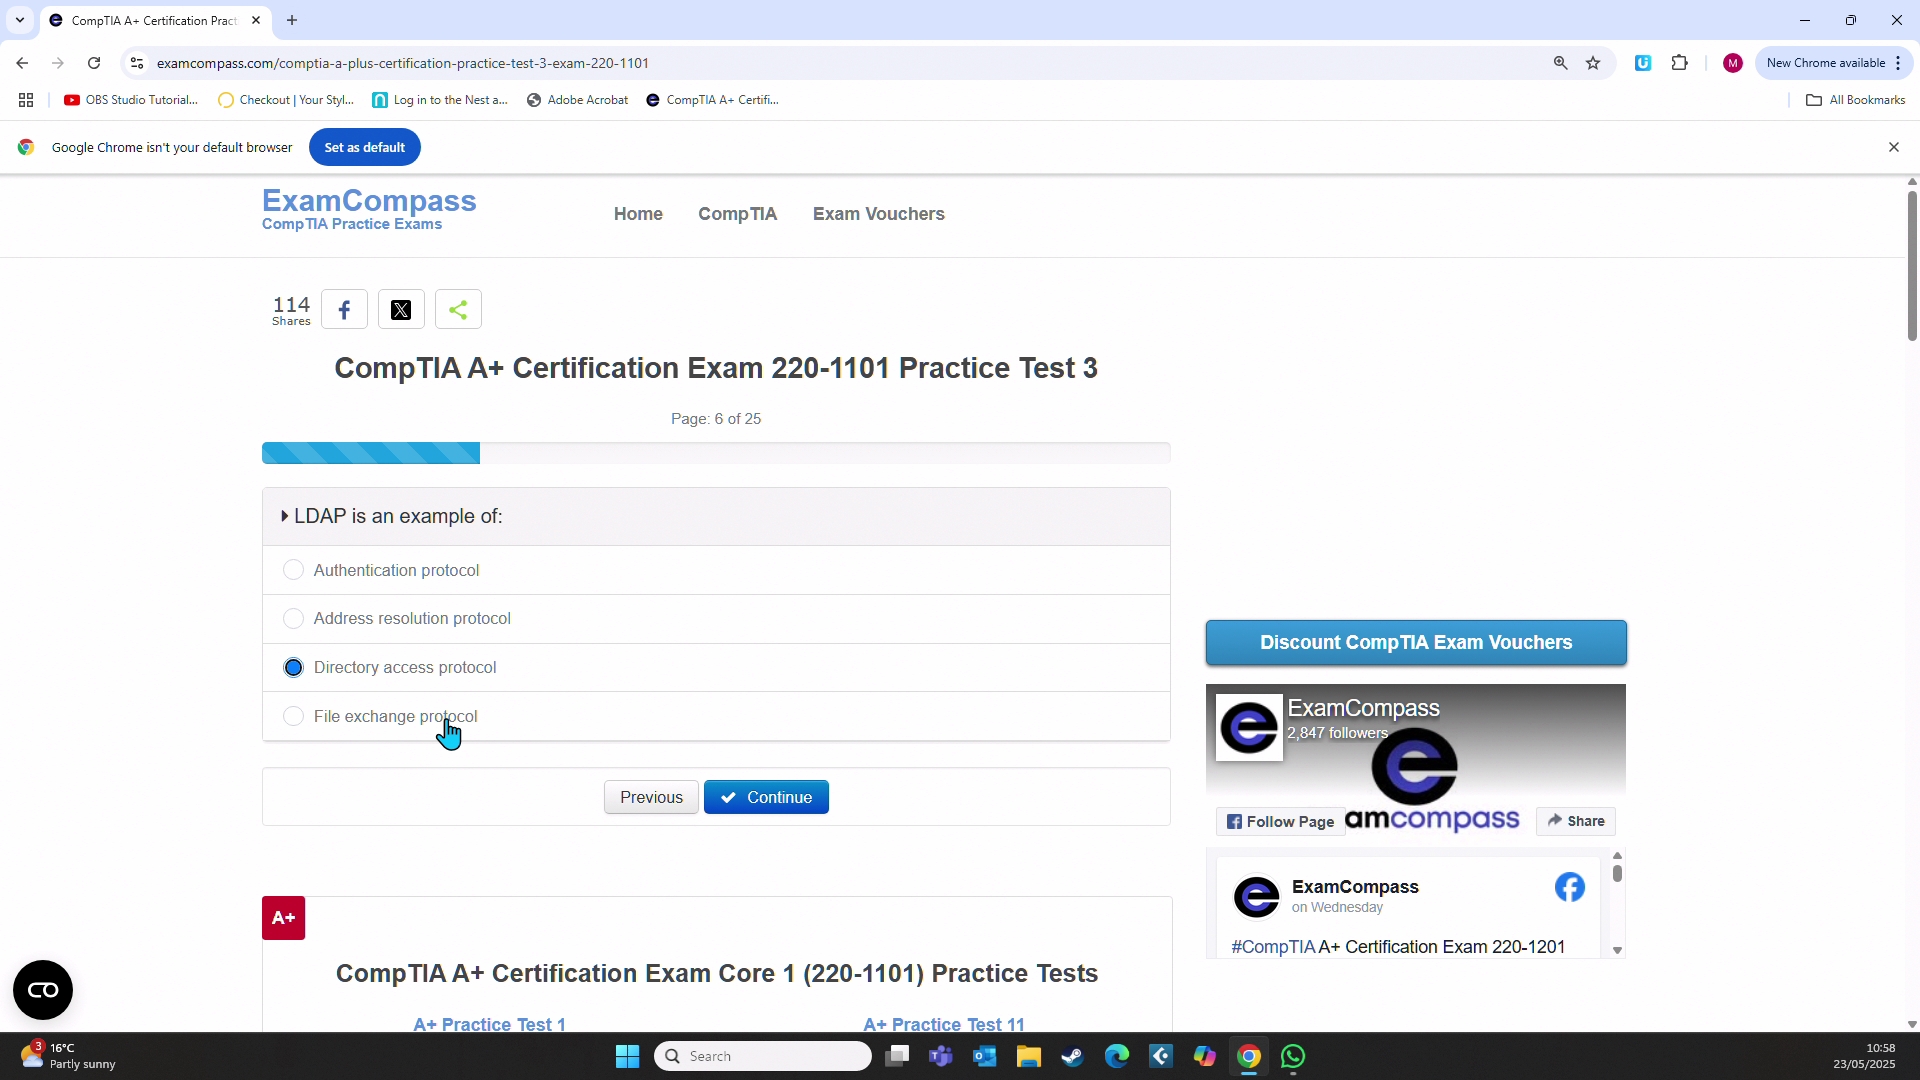 CompTIA A+ Certification Pract
examcompass.com/comptia-a-plus-certification-practice-test-3-exam-220-1101
M
New Chrome available
OBS Studio Tutorial...
Checkout | Your Styl...
Log in to the Nest a...
Adobe Acrobat
CompTIA A+ Certifi...
All Bookmarks
Google Chrome isn't your default browser
Set as default
ExamCompass
CompTIA Practice Exams
Home
CompTIA
Exam Vouchers
114
Shares
CompTIA A+ Certification Exam 220-1101 Practice Test 3
Page: 6 of 25
LDAP is an example of:
Authentication protocol
Address resolution protocol
Directory access protocol
File exchange protocol
Previous
Continue
Discount CompTIA Exam Vouchers
ExamCompass
2,847 followers
Follow Page
amcompass
Share
ExamCompass
on Wednesday
#CompTIA A+ Certification Exam 220-1201
A+
CompTIA A+ Certification Exam Core 1 (220-1101) Practice Tests
A+ Practice Test 1
A+ Practice Test 11
3
16°C
Partly sunny
Search
10:58
23/05/2025